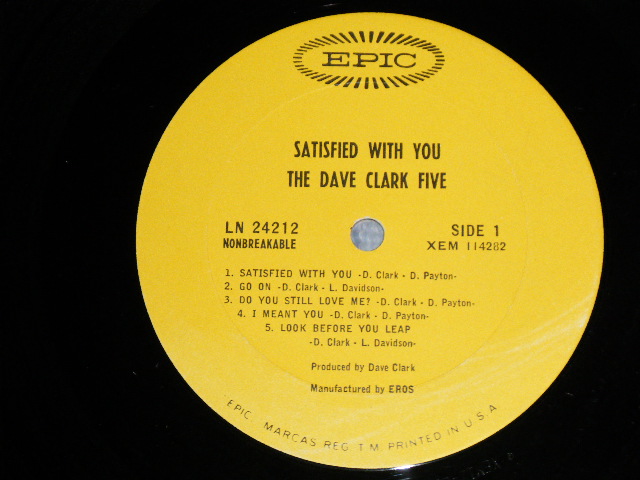 EPIC
SATISFIED WITH YOU
THE DAVE CLARK FIVE
LN 24212
NONBREAKABLE
SIDE 1
XEM 114282
1. SATISFIED WITH YOU -D. Clark - D. Payton-
2. GO ON -D. Clark - L. Davidson-
3. DO YOU STILL LOVE ME? -D. Clark - D. Payton-
4. I MEANT YOU -D. Clark - D. Payton-
5. LOOK BEFORE YOU LEAP
-D. Clark - L. Davidson-
Produced by Dave Clark
Manufactured by EROS
EPIC, MARCAS REG. T.M. PRINTED IN U.S.A.